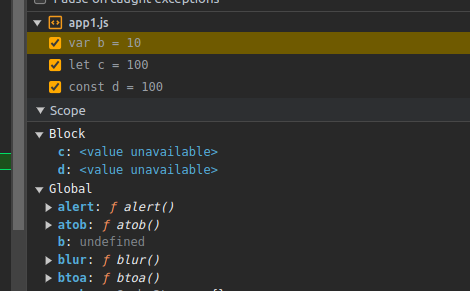 Pause on caught exceptions
app1.js
var b = 10
let c = 100
const d = 100
Scope
Block
c: <value unavailable>
d: <value unavailable>
Global
alert: ƒ alert()
atob: ƒ atob()
b: undefined
blur: ƒ blur()
btoa: ƒ btoa()